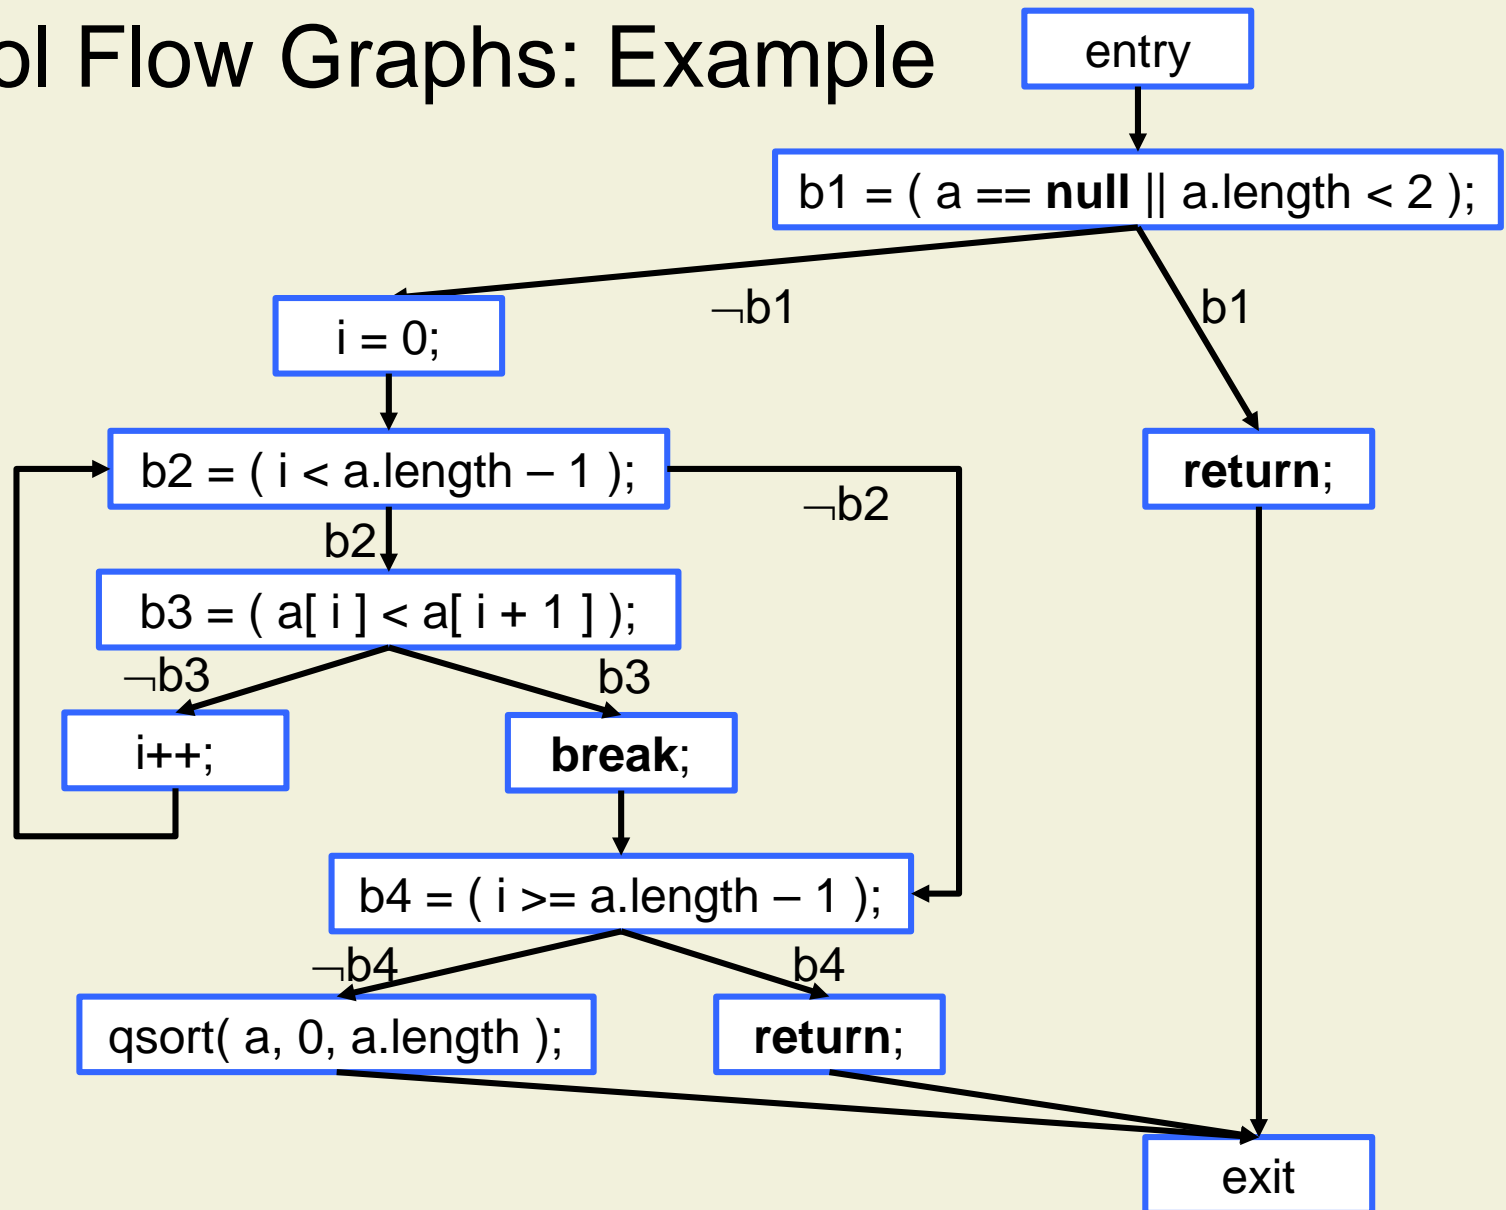 ol Flow Graphs: Example
entry
b1 = ( a == null || a.length < 2 );
¬b1
b1
i = 0;
b2 = ( i < a.length – 1 );
return;
¬b2
b2
b3 = ( a[ i ] < a[ i + 1 ] );
¬b3
b3
i++;
break;
b4 = ( i >= a.length – 1 );
¬b4
b4
qsort( a, 0, a.length );
return;
exit